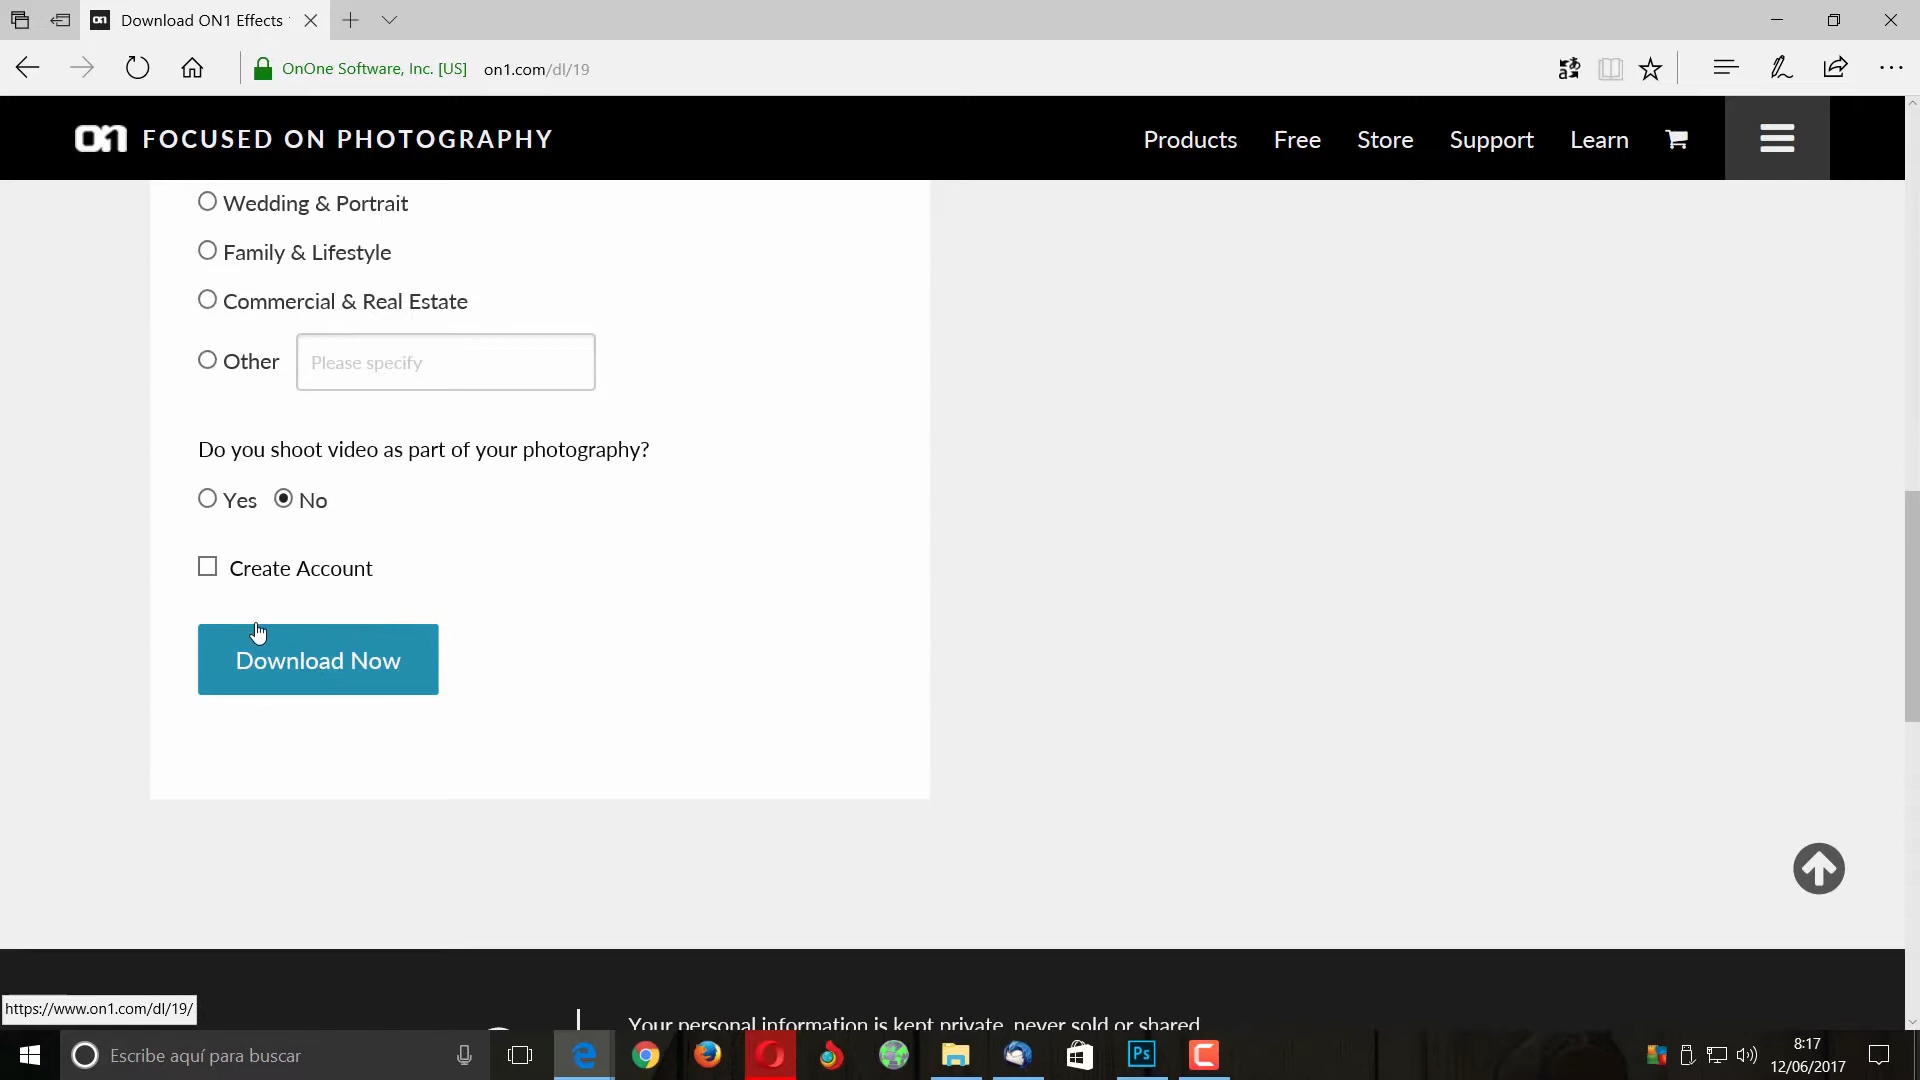 Download ON1 Effects
OnOne Software, Inc. [US] on1.com/dl/19
on1 FOCUSED ON PHOTOGRAPHY
Products Free Store Support Learn
Wedding & Portrait
Family & Lifestyle
Commercial & Real Estate
Other Please specify
Do you shoot video as part of your photography?
Yes No
Create Account
Download Now
https://www.on1.com/dl/19/
Your personal information is kept private, never sold or shared
Escribe aquí para buscar
Ps
8:17
12/06/2017